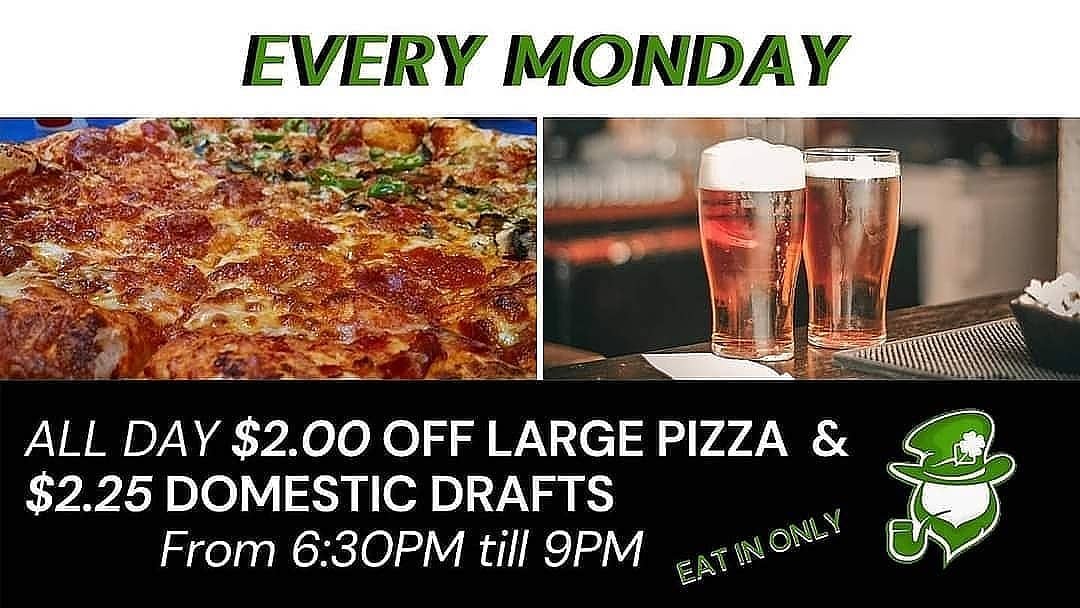 EVERY MONDAY
ALL DAY $2.00 OFF LARGE PIZZA &
$2.25 DOMESTIC DRAFTS
From 6:30PM till 9PM
EAT IN ONLY